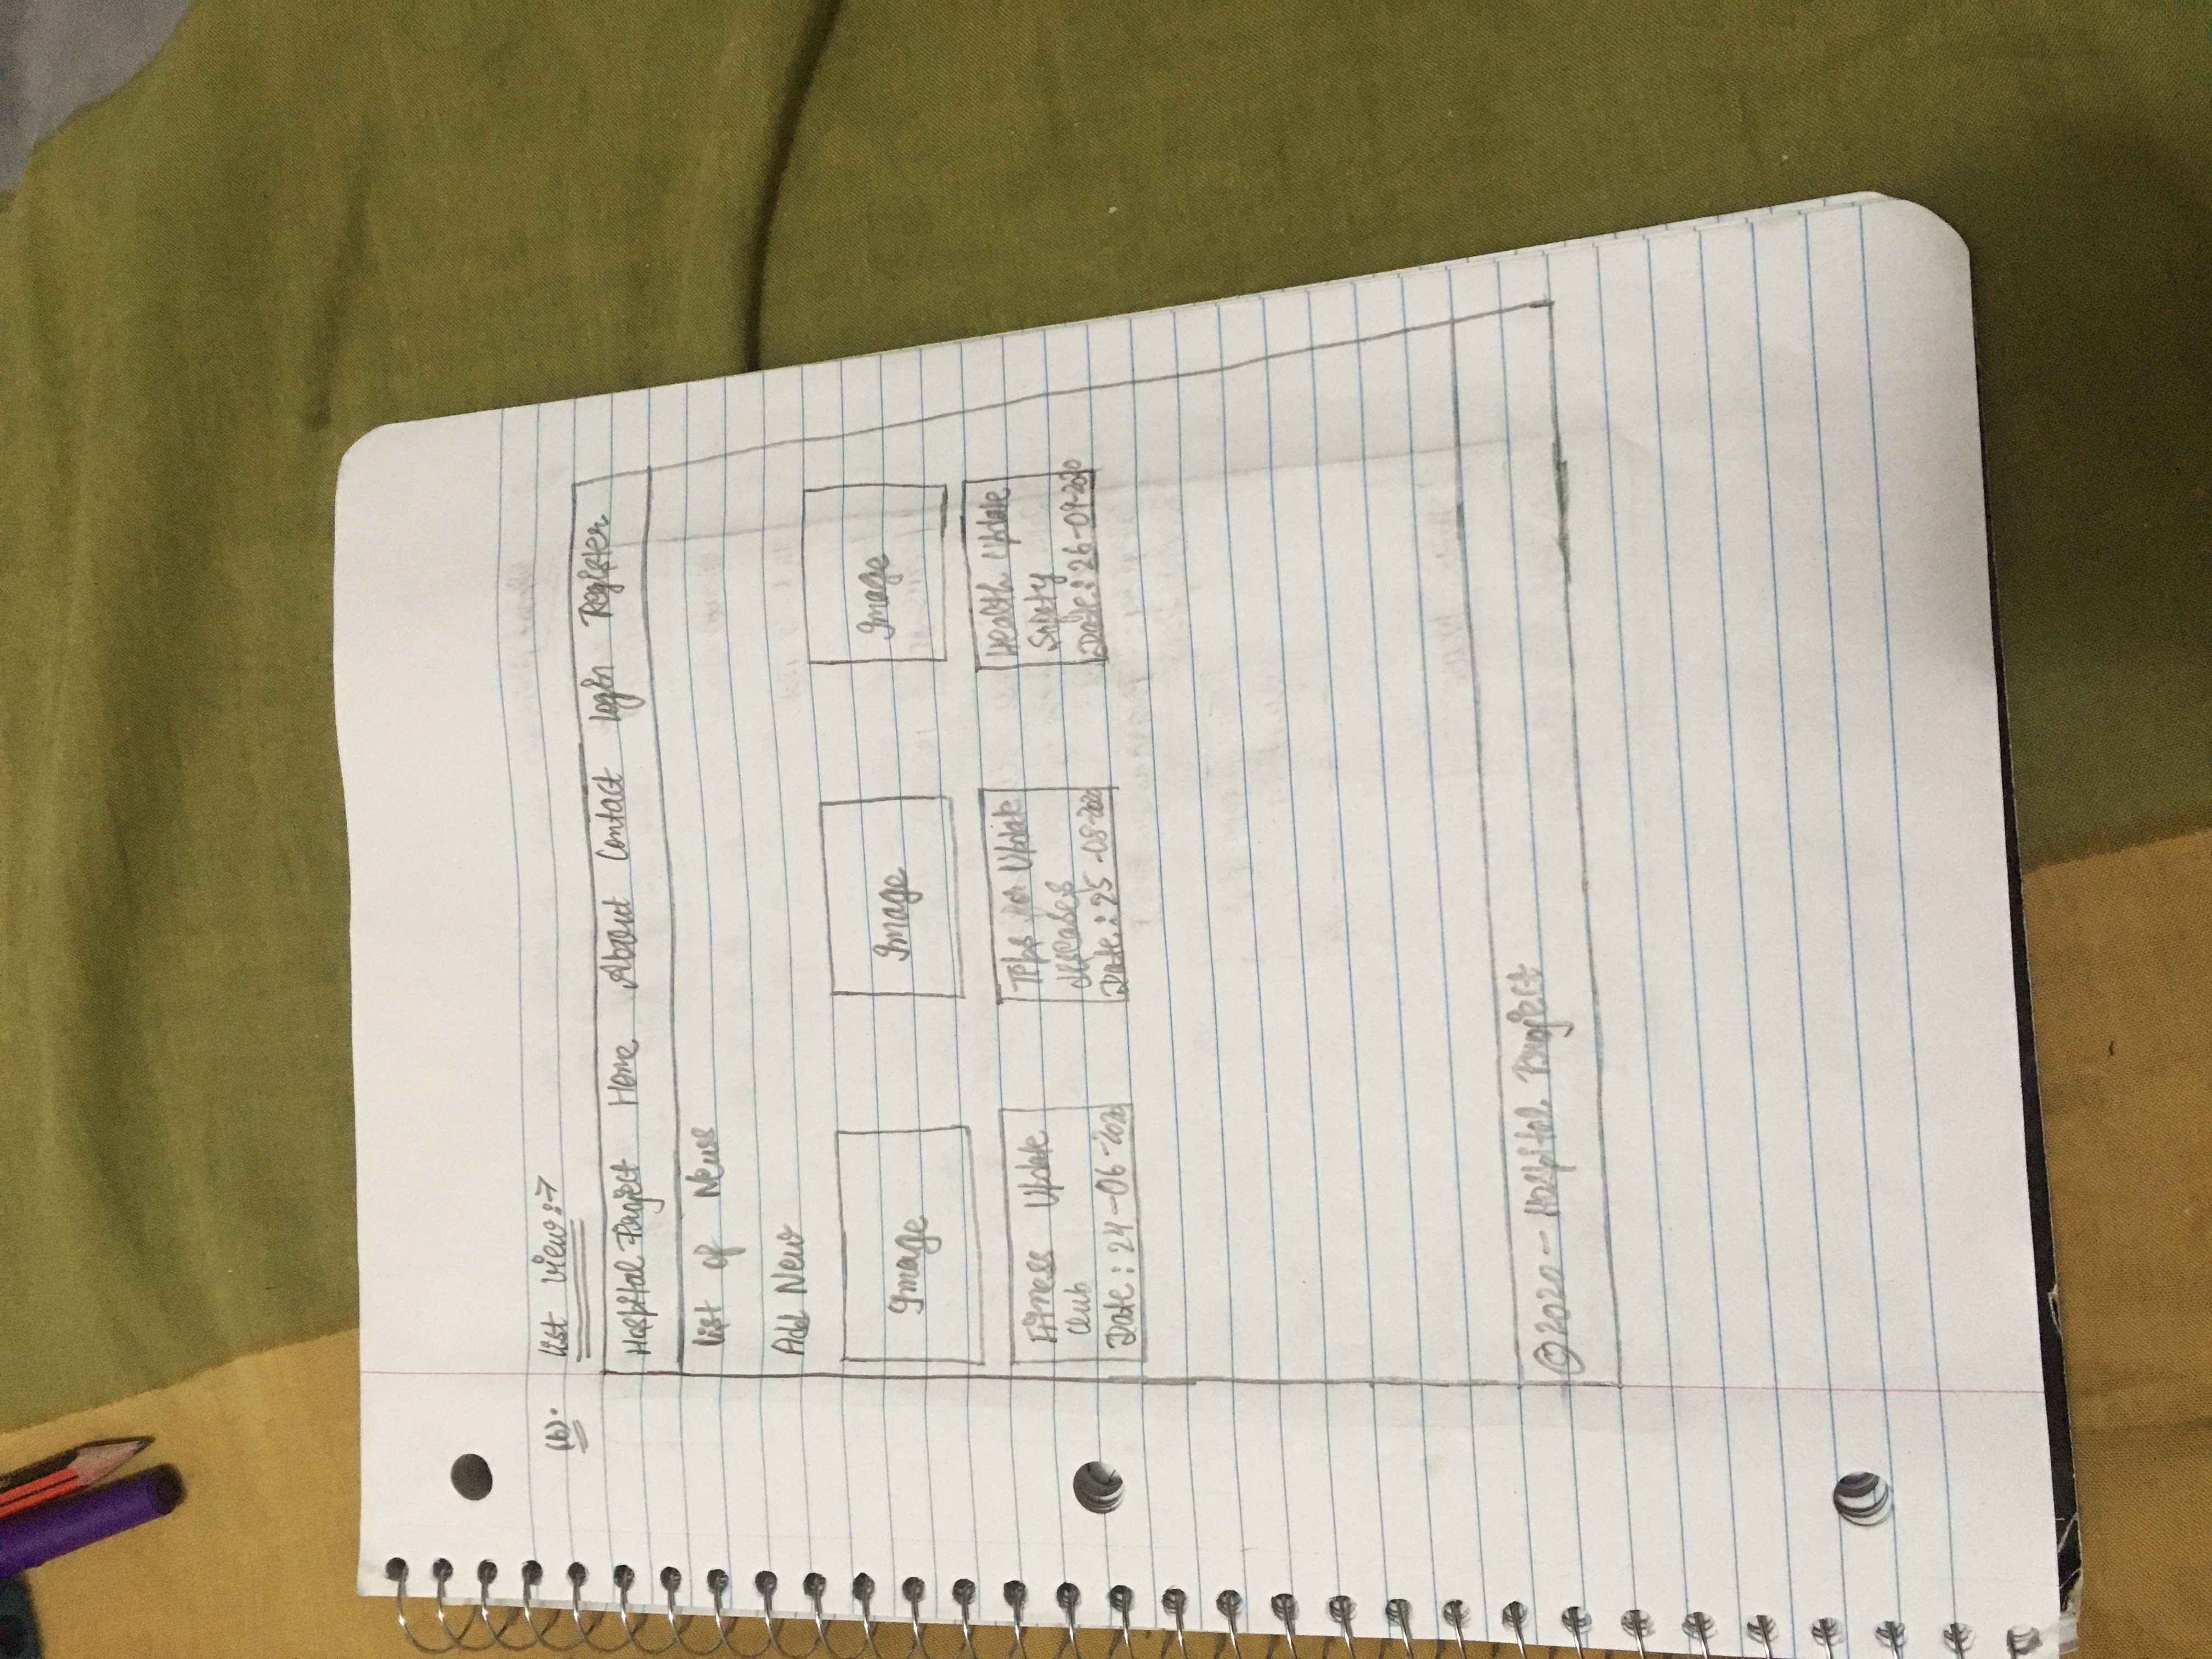 (b). List View :→
Hospital Project Home About Contact Login Register
List of News
Add New
Image Image Image
Fitness Update
Club
Date : 24-06-2020
Tips for Update
diseases
Date : 25-08-2020
Health Update
Safety
Date : 26-09-2020
©2020 - Hospital Project